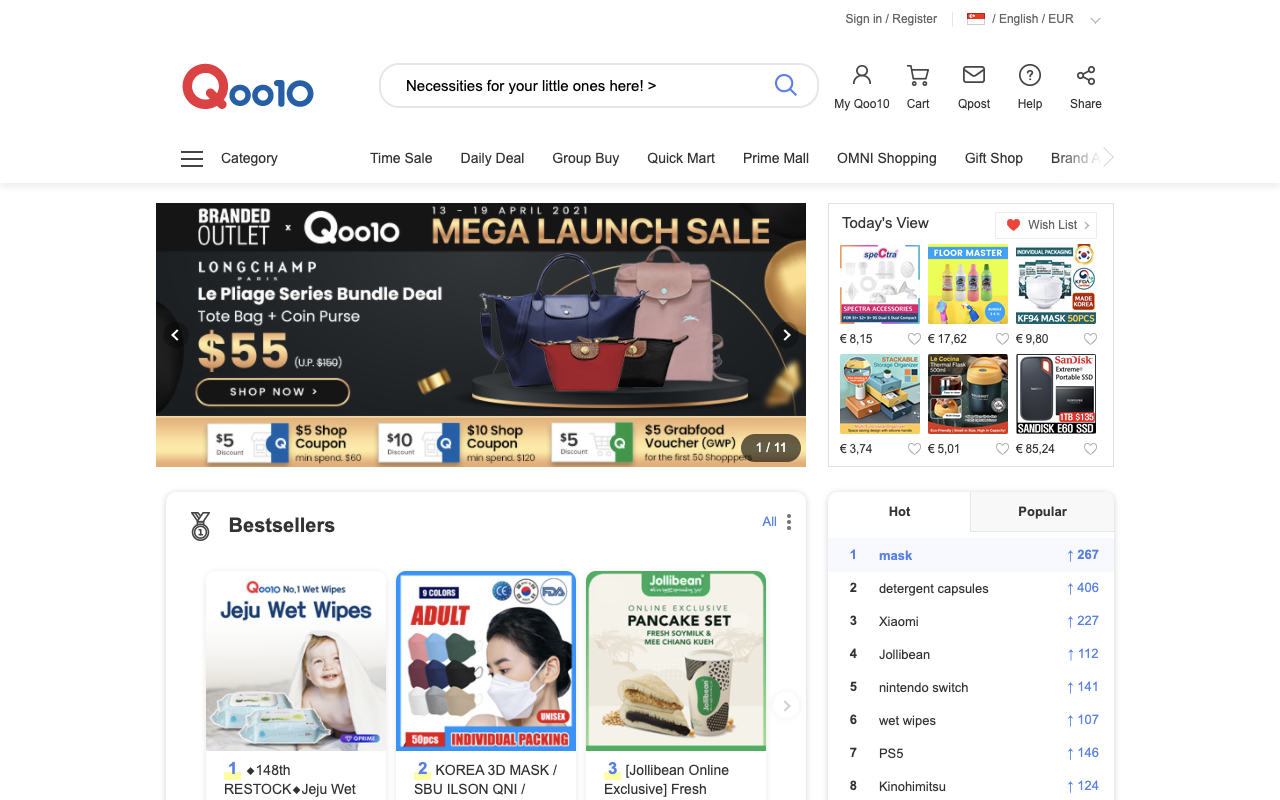 Sign in / Register
/ English / EUR
Qoo10
Necessities for your little ones here! >
My Qoo10
Cart
Qpost
Help
Share
Category
Time Sale
Daily Deal
Group Buy
Quick Mart
Prime Mall
OMNI Shopping
Gift Shop
Brand A
BRANDED OUTLET x Qoo10
13 - 19 APRIL 2021
MEGA LAUNCH SALE
LONGCHAMP
PARIS
Le Pliage Series Bundle Deal
Tote Bag + Coin Purse
$55 (U.P. $150)
SHOP NOW >
$5 Discount Q
$5 Shop Coupon
min spend. $60
$10 Discount Q
$10 Shop Coupon
min spend. $120
$5 Discount Q
$5 Grabfood Voucher (GWP)
for the first 50 Shopppers
1 / 11
Today's View
Wish List
speCtra
SPECTRA ACCESSORIES
FLOOR MASTER
INDIVIDUAL PACKAGING
KFDA
MADE KOREA
KF94 MASK 50PCS
€ 8,15
€ 17,62
€ 9,80
STACKABLE
Storage Organizer
Le Cocina
Thermal Flask
500ml
SanDisk
Extreme®
Portable SSD
1TB $135
SANDISK E60 SSD
€ 3,74
€ 5,01
€ 85,24
Bestsellers
All
Qoo10 No,1 Wet Wipes
Jeju Wet Wipes
QPRIME
9 COLORS
CE
FDA
ADULT
UNISEX
50pcs INDIVIDUAL PACKING
Jollibean
ONLINE EXCLUSIVE
PANCAKE SET
FRESH SOYMILK &
MEE CHIANG KUEH
Jollibean
1 ◆148th
RESTOCK◆Jeju Wet
2 KOREA 3D MASK /
SBU ILSON QNI /
3 [Jollibean Online
Exclusive] Fresh
Hot
Popular
1 mask ↑ 267
2 detergent capsules ↑ 406
3 Xiaomi ↑ 227
4 Jollibean ↑ 112
5 nintendo switch ↑ 141
6 wet wipes ↑ 107
7 PS5 ↑ 146
8 Kinohimitsu ↑ 124